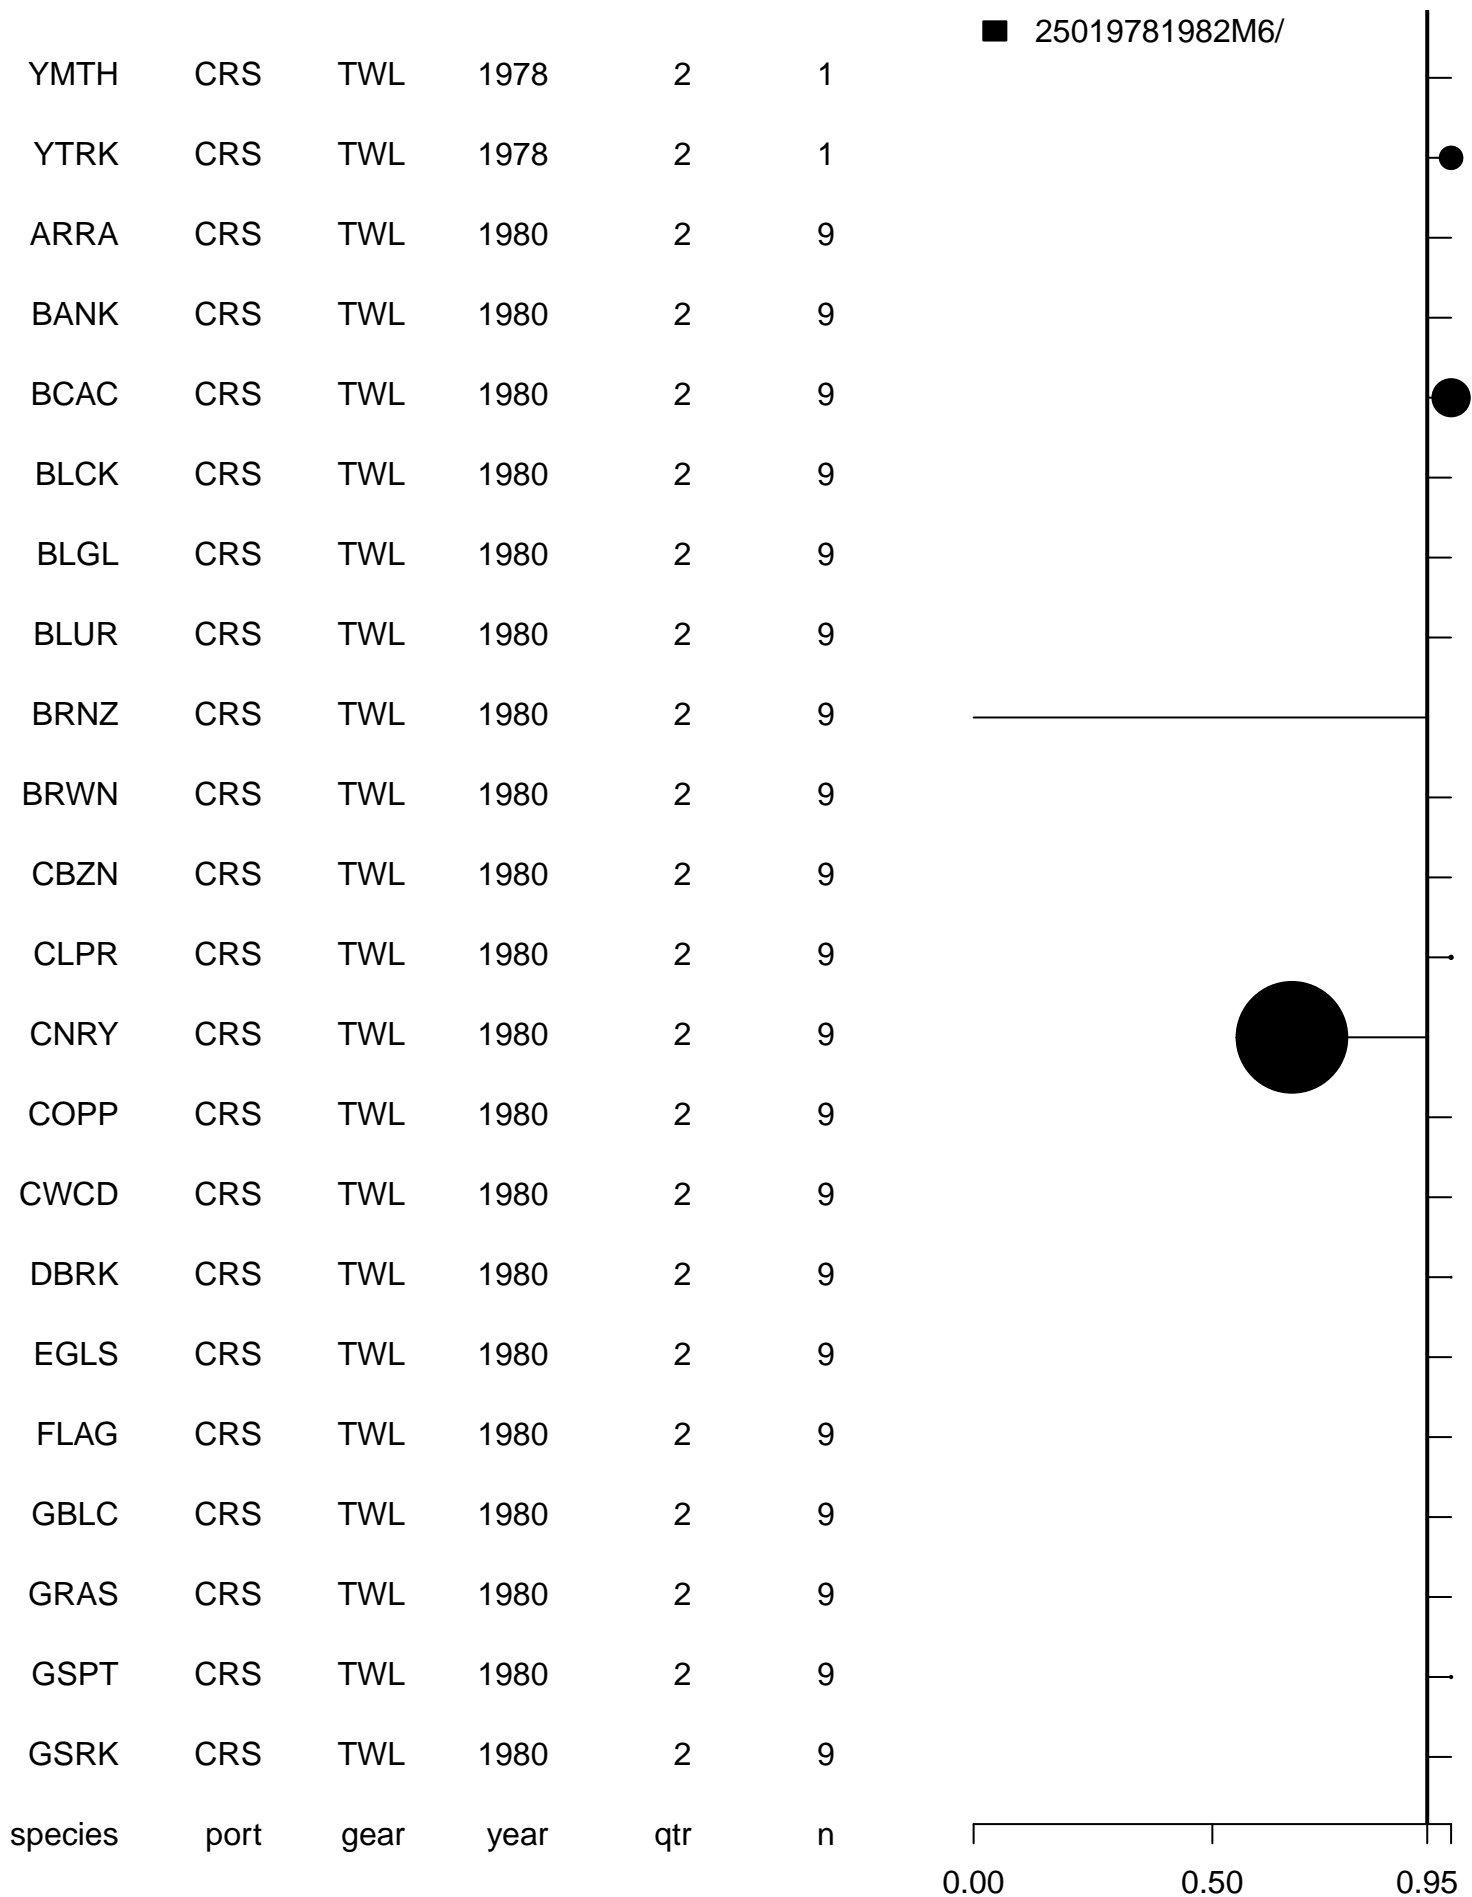 25019781982M6/
YMTH CRS TWL 1978 2 1
YTRK CRS TWL 1978 2 1
ARRA CRS TWL 1980 2 9
BANK CRS TWL 1980 2 9
BCAC CRS TWL 1980 2 9
BLCK CRS TWL 1980 2 9
BLGL CRS TWL 1980 2 9
BLUR CRS TWL 1980 2 9
BRNZ CRS TWL 1980 2 9
BRWN CRS TWL 1980 2 9
CBZN CRS TWL 1980 2 9
CLPR CRS TWL 1980 2 9
CNRY CRS TWL 1980 2 9
COPP CRS TWL 1980 2 9
CWCD CRS TWL 1980 2 9
DBRK CRS TWL 1980 2 9
EGLS CRS TWL 1980 2 9
FLAG CRS TWL 1980 2 9
GBLC CRS TWL 1980 2 9
GRAS CRS TWL 1980 2 9
GSPT CRS TWL 1980 2 9
GSRK CRS TWL 1980 2 9
species port gear year qtr n
0.00 0.50 0.95